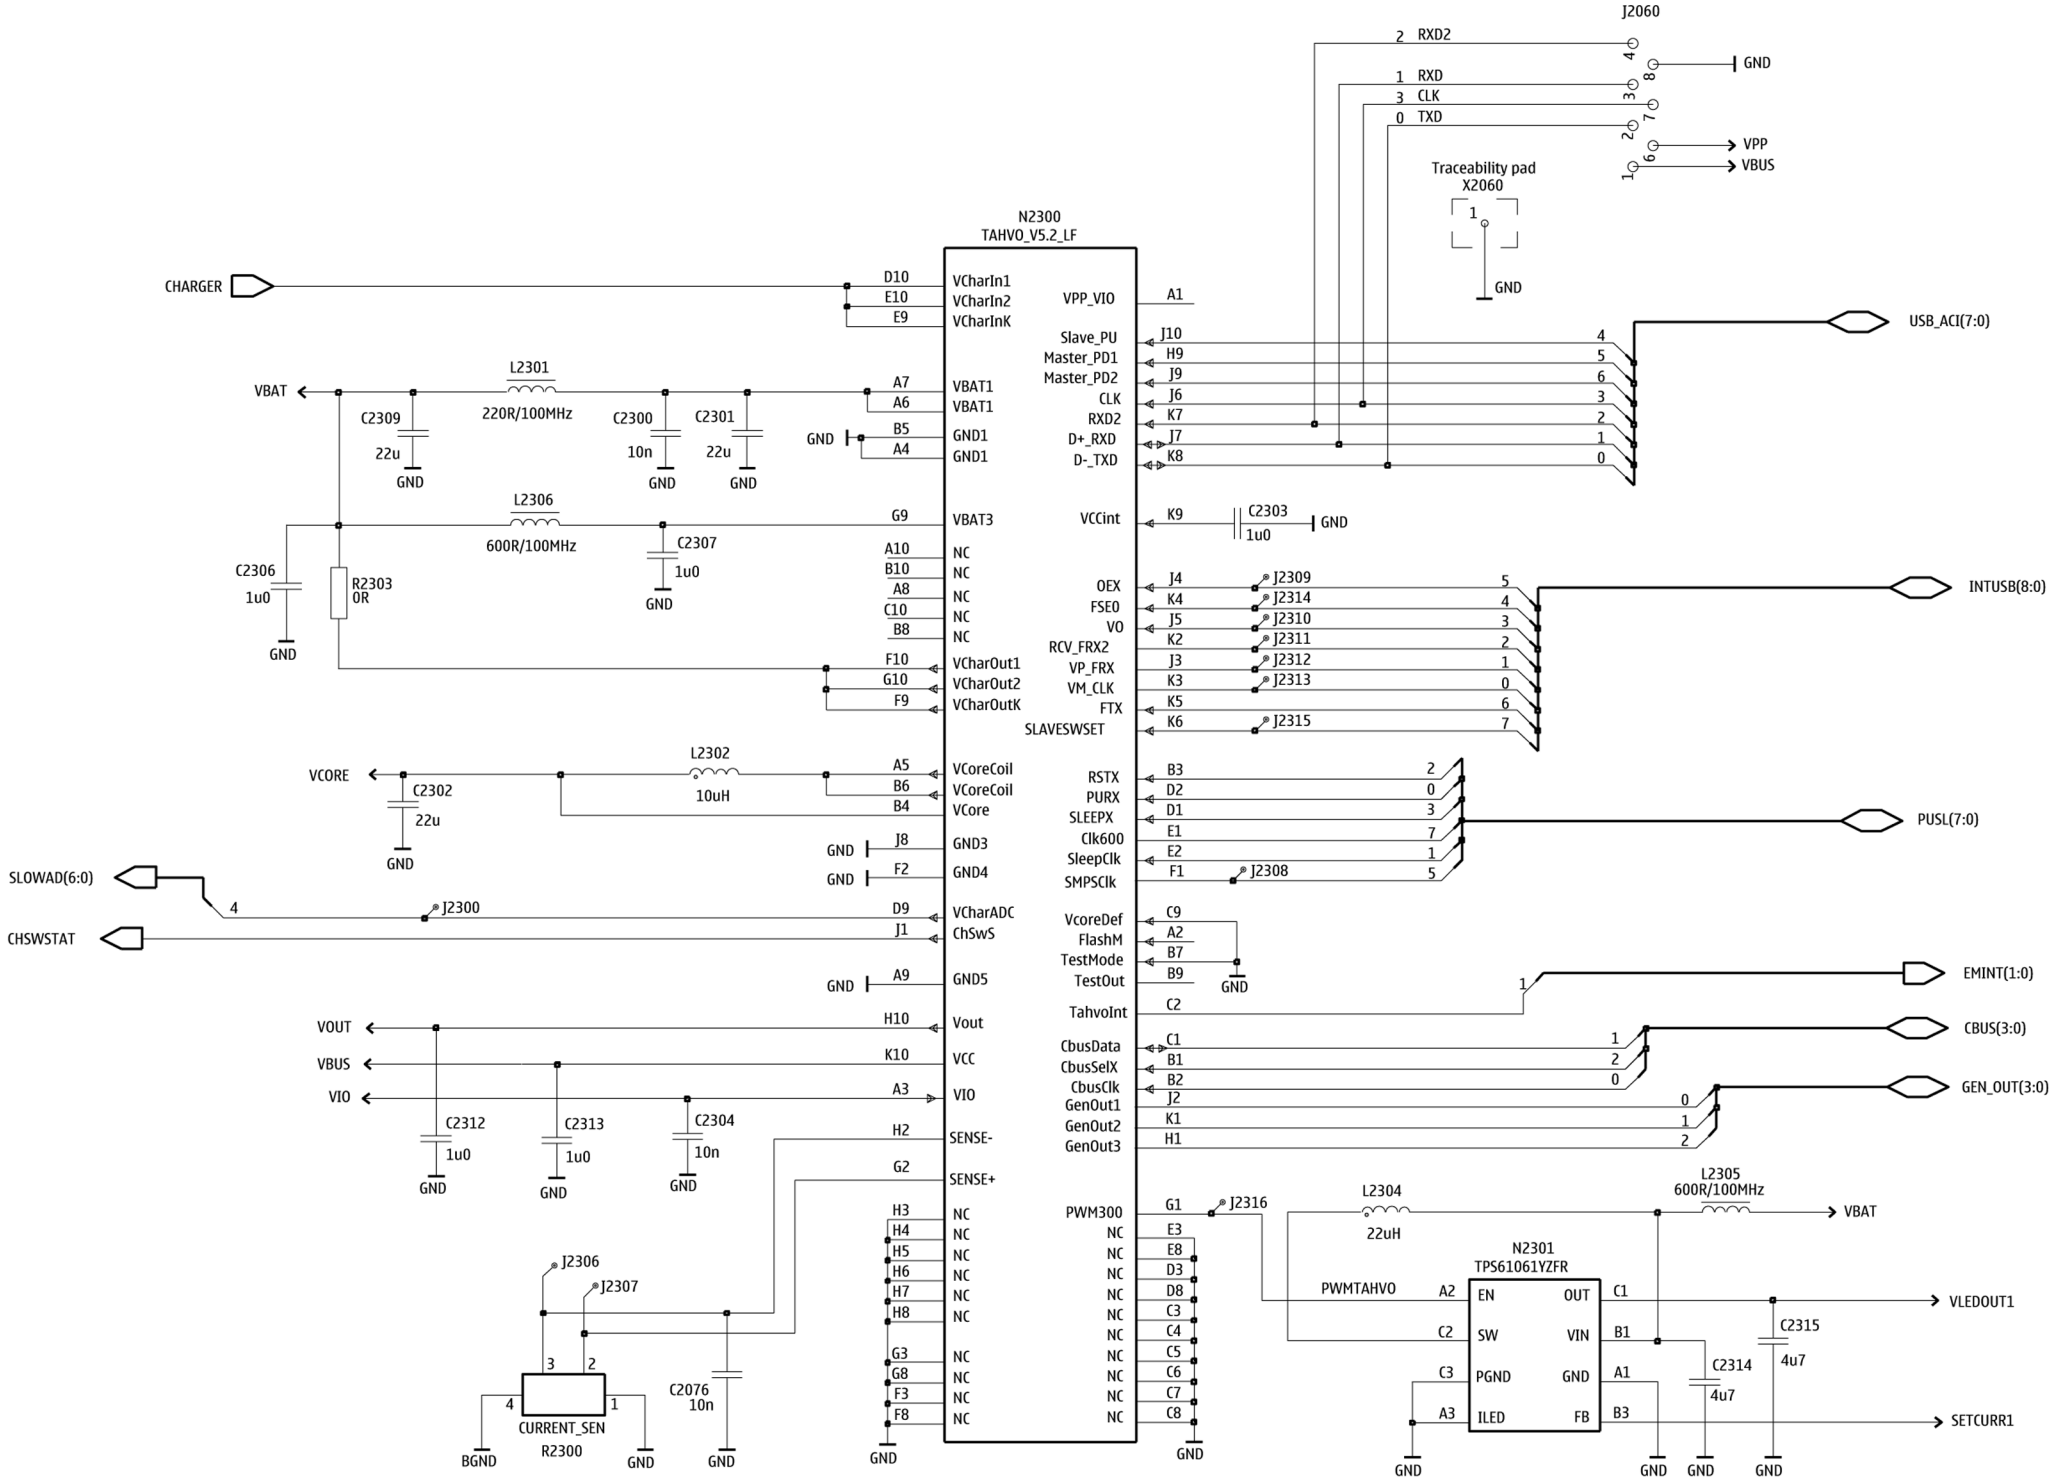 J2060
2 RXD2
4
8
GND
1 RXD
3
3 CLK
7
0 TXD
2
6
VPP
1
VBUS
Traceability pad
X2060
1
GND
N2300
TAHVO_V5.2_LF
CHARGER
D10 VCharIn1
E10 VCharIn2
E9 VCharInK
VBAT
L2301
220R/100MHz
C2309
22u
GND
C2300
10n
GND
C2301
22u
GND
A7 VBAT1
A6 VBAT1
GND
B5 GND1
A4 GND1
L2306
600R/100MHz
G9 VBAT3
C2307
1u0
GND
C2306
1u0
GND
R2303
0R
A10 NC
B10 NC
A8 NC
C10 NC
B8 NC
F10 VCharOut1
G10 VCharOut2
F9 VCharOutK
VCORE
L2302
10uH
C2302
22u
GND
A5 VCoreCoil
B6 VCoreCoil
B4 VCore
GND J8 GND3
GND F2 GND4
SLOWAD(6:0)
4
J2300
D9 VCharADC
CHSWSTAT
J1 ChSwS
GND A9 GND5
VOUT H10 Vout
VBUS K10 VCC
VIO A3 VIO
C2312
1u0
GND
C2313
1u0
GND
C2304
10n
GND
H2 SENSE-
G2 SENSE+
H3 NC
H4 NC
H5 NC
H6 NC
H7 NC
H8 NC
G3 NC
G8 NC
F3 NC
F8 NC
GND
J2306
J2307
3 2
4 1
CURRENT_SEN
R2300
BGND
GND
C2076
10n
GND
VPP_VIO A1
Slave_PU J10 4
Master_PD1 H9 5
Master_PD2 J9 6
CLK J6 3
RXD2 K7 2
D+_RXD J7 1
D-_TXD K8 0
USB_ACI(7:0)
VCCint K9
C2303
1u0
GND
OEX J4 J2309 5
FSE0 K4 J2314 4
VO J5 J2310 3
RCV_FRX2 K2 J2311 2
VP_FRX J3 J2312 1
VM_CLK K3 J2313 0
FTX K5 6
SLAVESWSET K6 J2315 7
INTUSB(8:0)
RSTX B3 2
PURX D2 0
SLEEPX D1 3
Clk600 E1 7
SleepClk E2 1
SMPSClk F1 J2308 5
PUSL(7:0)
VcoreDef C9
FlashM A2
TestMode B7
TestOut B9
GND
TahvoInt C2 1
EMINT(1:0)
CbusData C1 1
CbusSelX B1 2
CbusClk B2 0
CBUS(3:0)
GenOut1 J2 0
GenOut2 K1 1
GenOut3 H1 2
GEN_OUT(3:0)
PWM300 G1 J2316
NC E3
NC E8
NC D3
NC D8
NC C3
NC C4
NC C5
NC C6
NC C7
NC C8
GND
L2304
22uH
L2305
600R/100MHz
VBAT
N2301
TPS61061YZFR
PWMTAHVO A2 EN
OUT C1
VLEDOUT1
C2 SW
VIN B1
C3 PGND
GND A1
A3 ILED
FB B3
SETCURR1
C2315
4u7
C2314
4u7
GND
GND
GND
GND